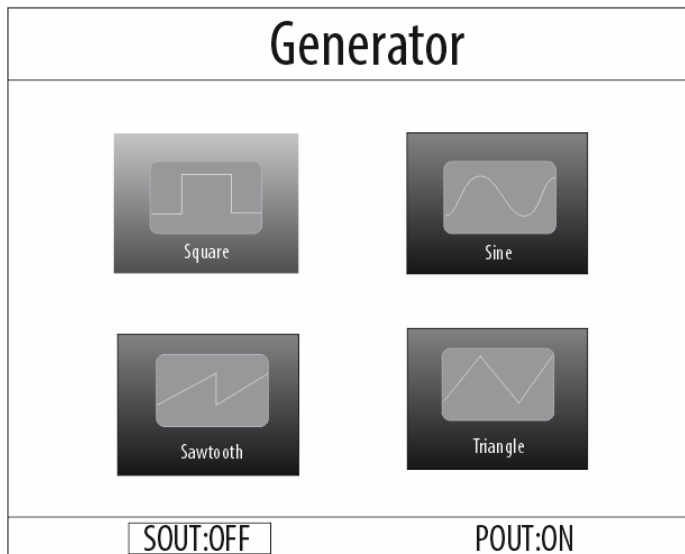 Generator
Square
Sine
Sawtooth
Triangle
SOUT:OFF
POUT:ON